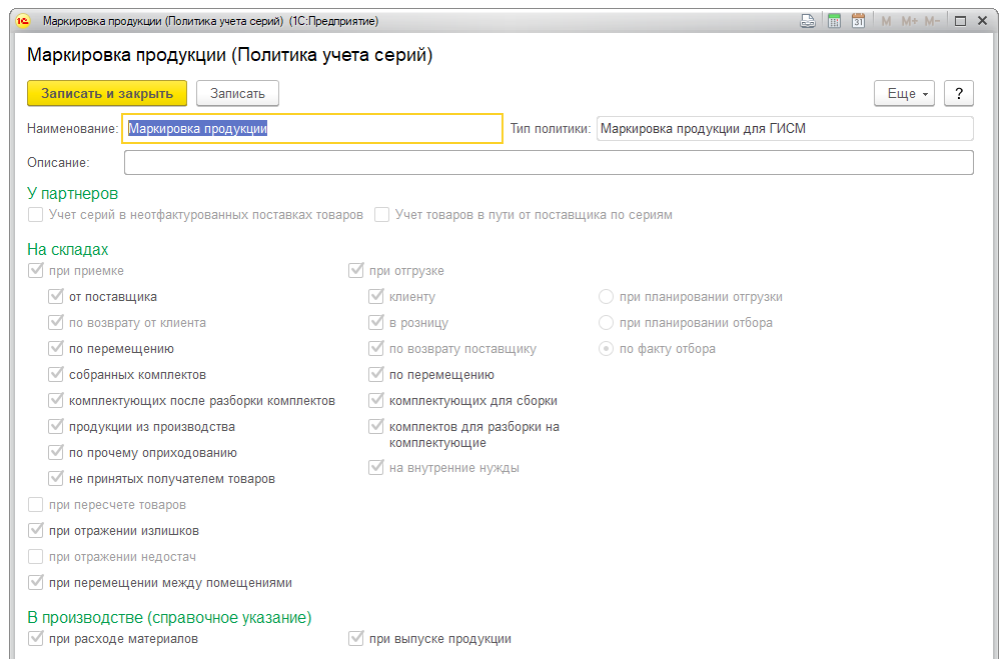 Маркировка продукции (Политика учета серий) (1С:Предприятие)
31 M M+ M-
Маркировка продукции (Политика учета серий)
Записать и закрыть Записать Еще ?
Наименование: Маркировка продукции Тип политики: Маркировка продукции для ГИСМ
Описание:
У партнеров
Учет серий в неотфактурованных поставках товаров Учет товаров в пути от поставщика по сериям
На складах
при приемке при отгрузке
от поставщика клиенту при планировании отгрузки
по возврату от клиента в розницу при планировании отбора
по перемещению по возврату поставщику по факту отбора
собранных комплектов по перемещению
комплектующих после разборки комплектов комплектующих для сборки
продукции из производства комплектов для разборки на
комплектующие
по прочему оприходованию
не принятых получателем товаров на внутренние нужды
при пересчете товаров
при отражении излишков
при отражении недостач
при перемещении между помещениями
В производстве (справочное указание)
при расходе материалов при выпуске продукции